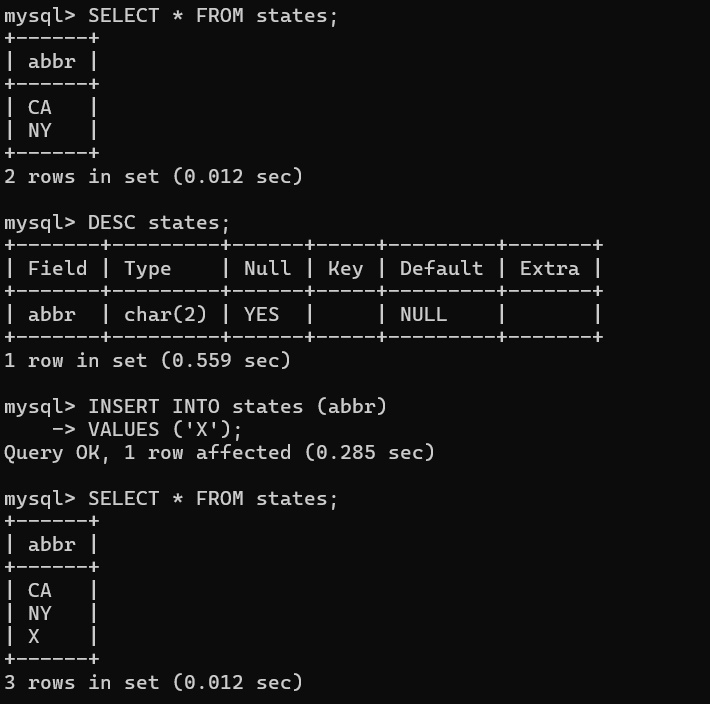 mysql> SELECT * FROM states;
+------+
| abbr |
+------+
| CA   |
| NY   |
+------+
2 rows in set (0.012 sec)

mysql> DESC states;
+-------+---------+------+-----+---------+-------+
| Field | Type    | Null | Key | Default | Extra |
+-------+---------+------+-----+---------+-------+
| abbr  | char(2) | YES  |     | NULL    |       |
+-------+---------+------+-----+---------+-------+
1 row in set (0.559 sec)

mysql> INSERT INTO states (abbr)
    -> VALUES ('X');
Query OK, 1 row affected (0.285 sec)

mysql> SELECT * FROM states;
+------+
| abbr |
+------+
| CA   |
| NY   |
| X    |
+------+
3 rows in set (0.012 sec)